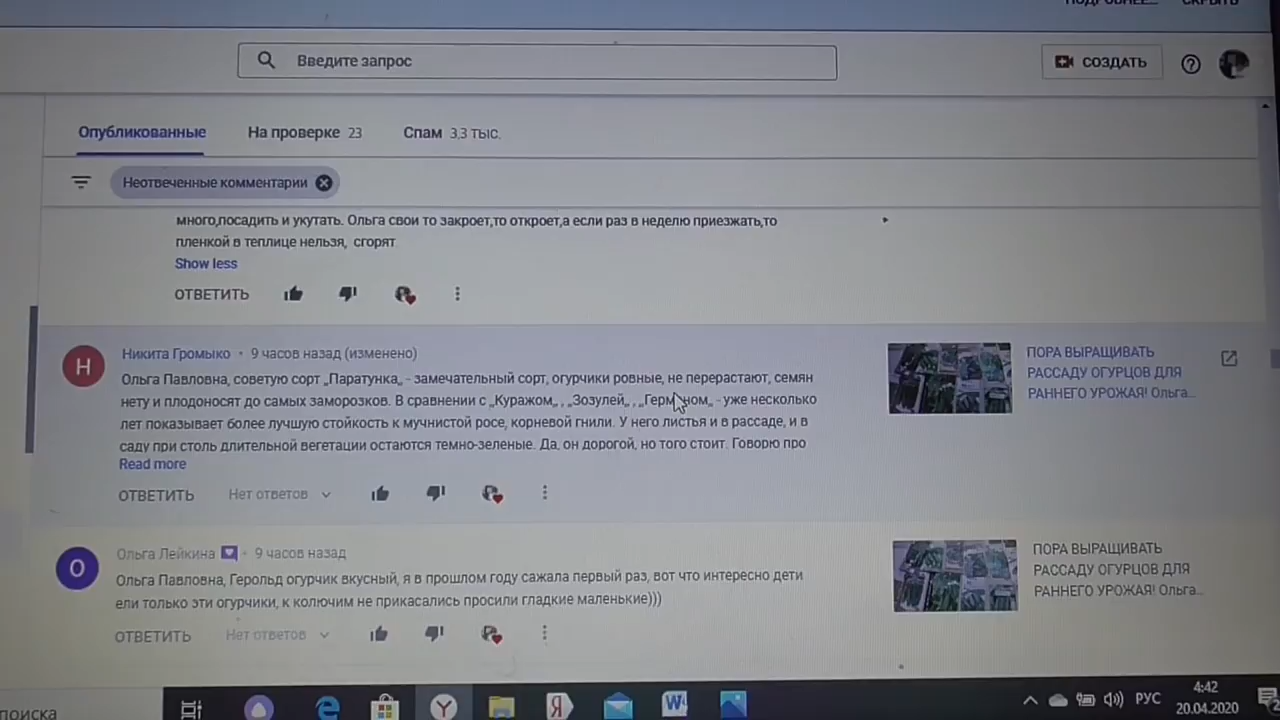 СКРЫТЬ
Введите запрос
СОЗДАТЬ
Опубликованные
На проверке 23
Спам 3,3 тыс.
Неотвеченные комментарии
много,посадить и укутать. Ольга свои то закроет,то откроет,а если раз в неделю приезжать,то
пленкой в теплице нельзя, сгорят
Show less
ОТВЕТИТЬ
Н
Никита Громыко • 9 часов назад (изменено)
Ольга Павловна, советую сорт „Паратунка„ - замечательный сорт, огурчики ровные, не перерастают, семян
нету и плодоносят до самых заморозков. В сравнении с „Куражом„ , „Зозулей„ , „Германом„ - уже несколько
лет показывает более лучшую стойкость к мучнистой росе, корневой гнили. У него листья и в рассаде, и в
саду при столь длительной вегетации остаются темно-зеленые. Да, он дорогой, но того стоит. Говорю про
Read more
ОТВЕТИТЬ
Нет ответов
ПОРА ВЫРАЩИВАТЬ
РАССАДУ ОГУРЦОВ ДЛЯ
РАННЕГО УРОЖАЯ! Ольга...
О
Ольга Лейкина • 9 часов назад
Ольга Павловна, Герольд огурчик вкусный, я в прошлом году сажала первый раз, вот что интересно дети
ели только эти огурчики, к колючим не прикасались просили гладкие маленькие)))
ОТВЕТИТЬ
Нет ответов
ПОРА ВЫРАЩИВАТЬ
РАССАДУ ОГУРЦОВ ДЛЯ
РАННЕГО УРОЖАЯ! Ольга...
поиска
РУС
4:42
20.04.2020